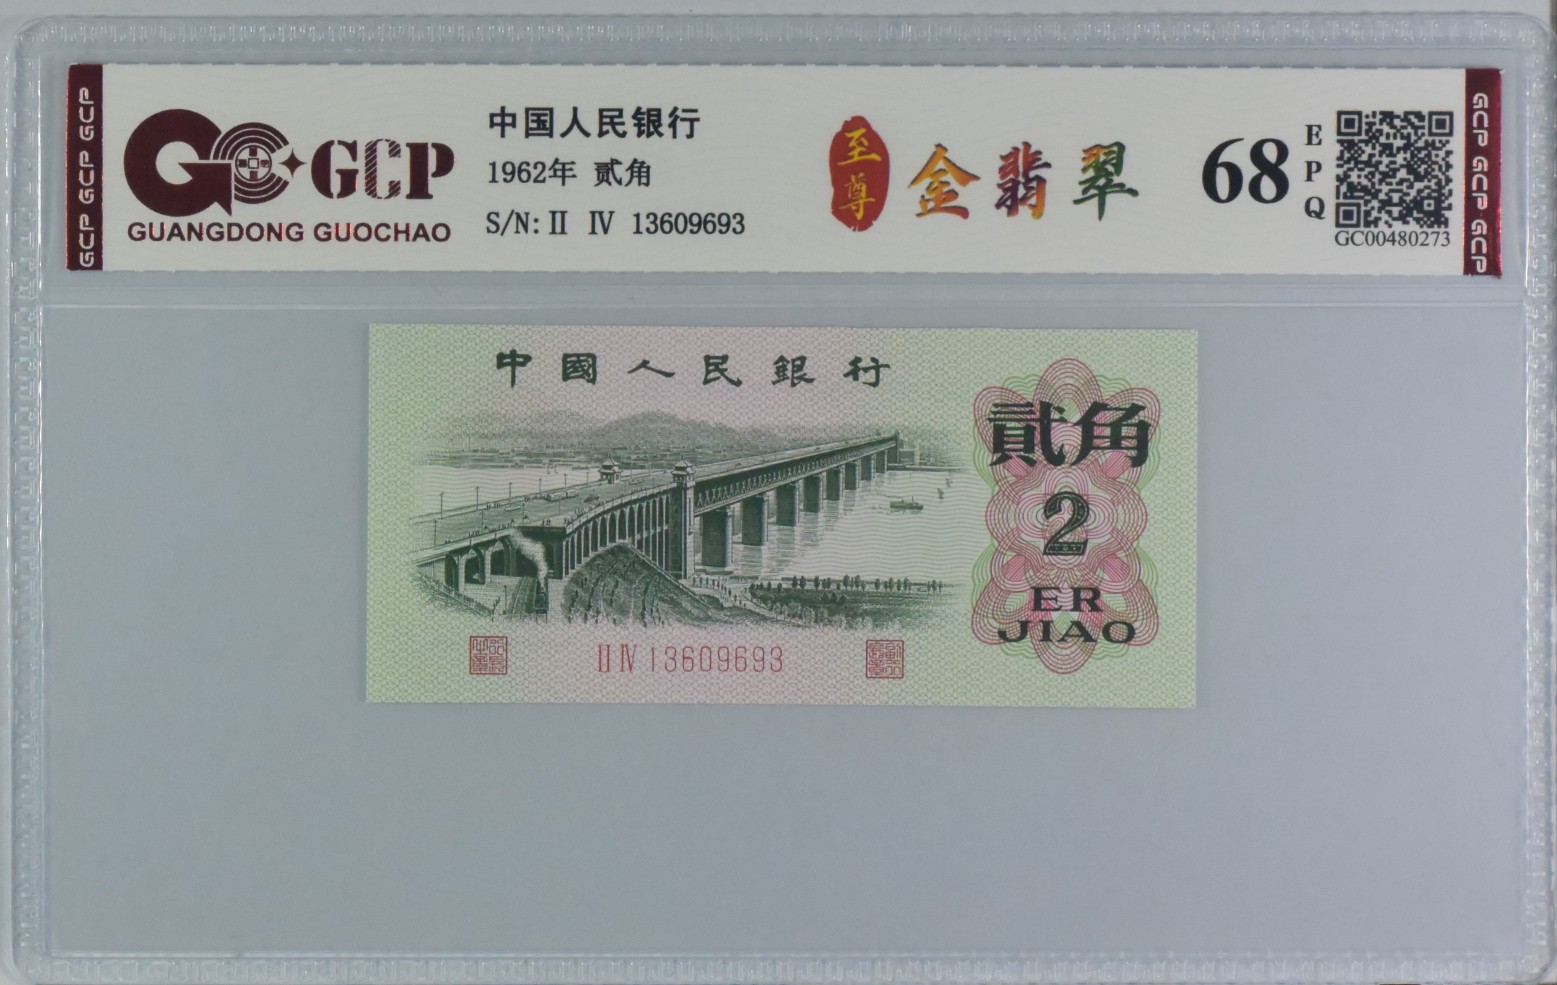 GCP GCP GCP
GCP
GUANGDONG GUOCHAO
中国人民银行
1962年 贰角
S/N: II IV 13609693
至尊
金翡翠
68
EPQ
GC00480273
GCP GCP GCP
中國人民銀行
貳角
2
ER
JIAO
II IV 13609693